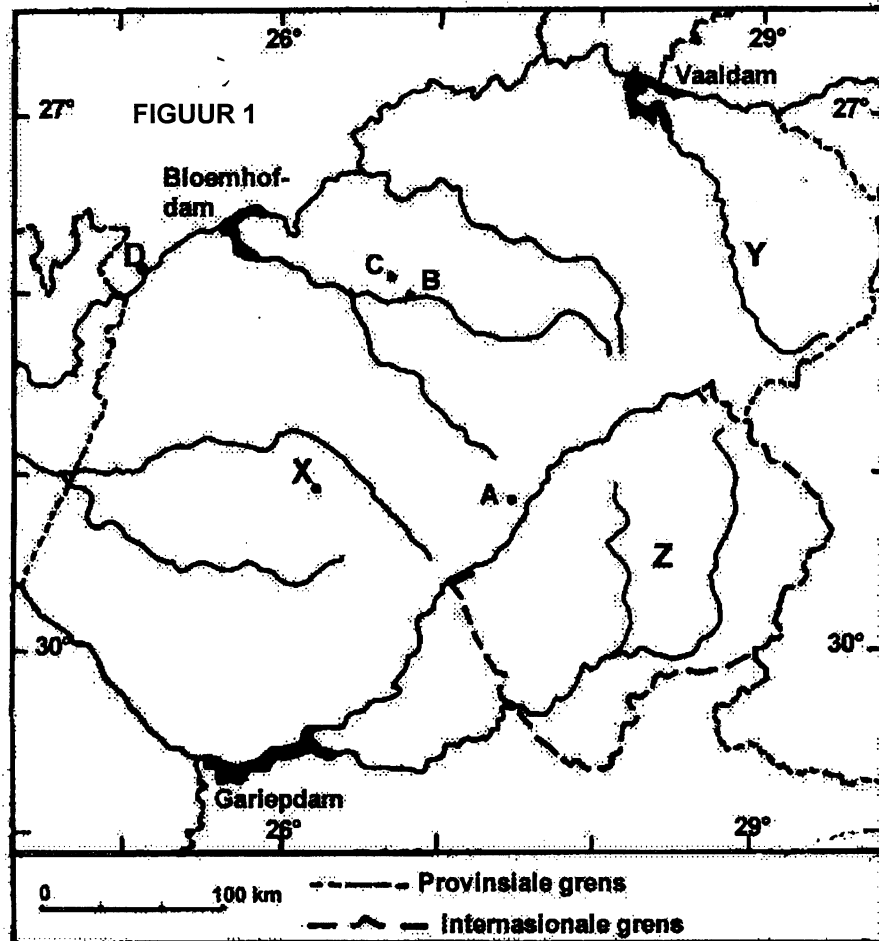 26° 29°
Vaaldam
27° FIGUUR 1 27°
Bloemhof-
dam
D C B Y
X A
Z
30° 30°
Gariepdam
26° 29°
0 100 km
Provinsiale grens
Internasionale grens